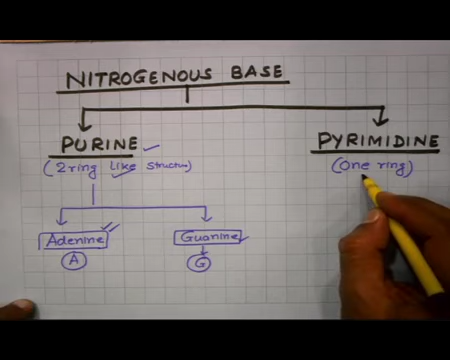 NITROGENOUS BASE
PURINE
PYRIMIDINE
(2 ring like structure)
(One ring)
Adenine
Guanine
A
G